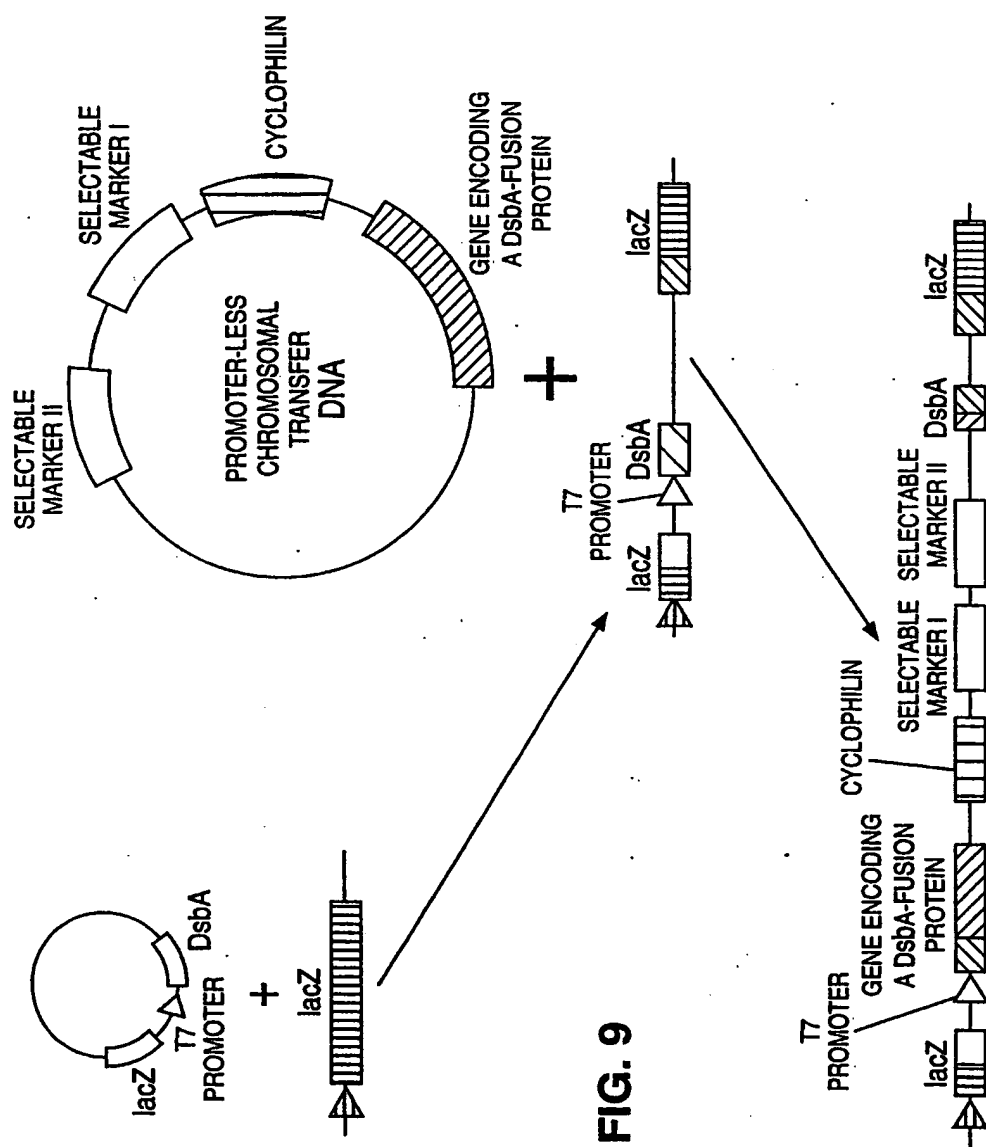 lacZ
T7
PROMOTER
DsbA
+
lacZ
SELECTABLE
MARKER II
SELECTABLE
MARKER I
CYCLOPHILIN
GENE ENCODING
A DsbA-FUSION
PROTEIN
PROMOTER-LESS
CHROMOSOMAL
TRANSFER
DNA
+
lacZ
T7
PROMOTER
DsbA
lacZ
lacZ
T7
PROMOTER
GENE ENCODING
A DsbA-FUSION
PROTEIN
CYCLOPHILIN
SELECTABLE
MARKER I
SELECTABLE
MARKER II
DsbA
lacZ
FIG. 9